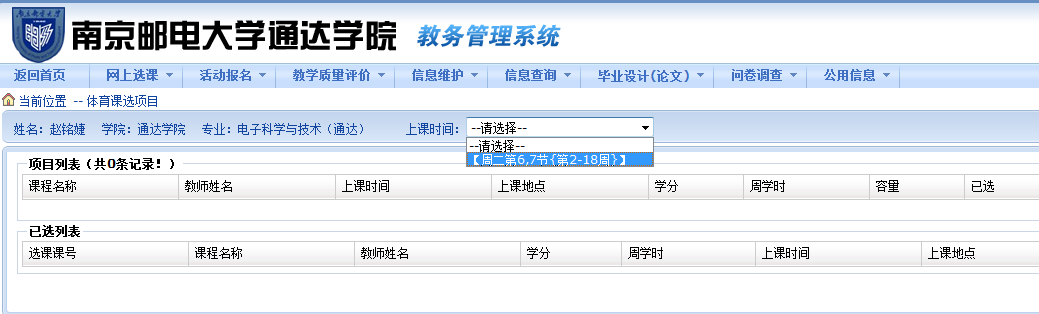 南京邮电大学通达学院 教务管理系统
返回首页 网上选课 活动报名 教学质量评价 信息维护 信息查询 毕业设计(论文) 问卷调查 公用信息
当前位置 -- 体育课选项目
姓名：赵铭婕 学院：通达学院 专业：电子科学与技术（通达） 上课时间： --请选择--
--请选择--
【周二第6,7节{第2-18周}】
项目列表（共0条记录！）
课程名称 教师姓名 上课时间 上课地点 学分 周学时 容量 已选
已选列表
选课课号 课程名称 教师姓名 学分 周学时 上课时间 上课地点